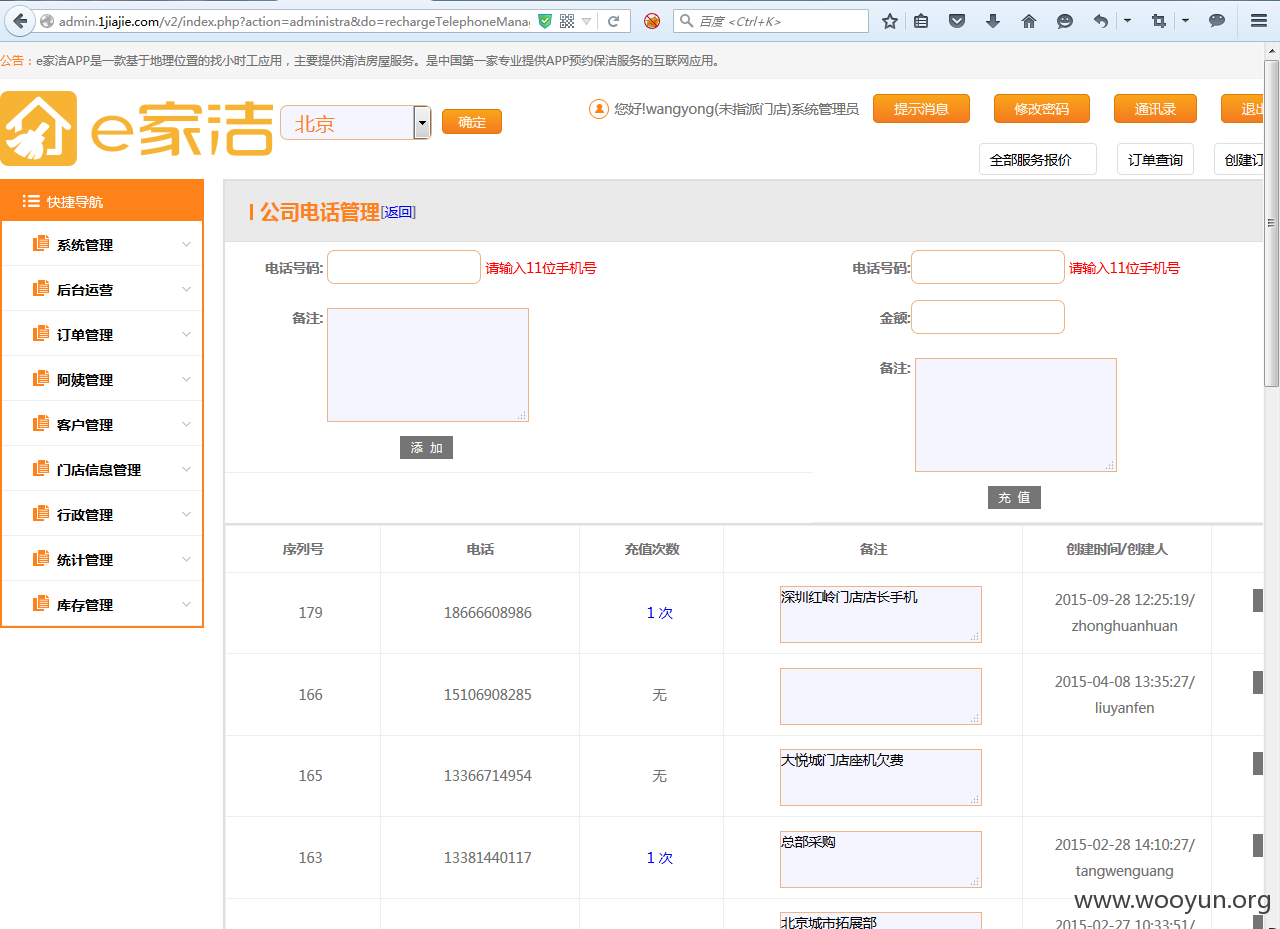 admin.1jiajie.com/v2/index.php?action=administra&do=rechargeTelephoneMana
百度 <Ctrl+K>
公告：e家洁APP是一款基于地理位置的找小时工应用，主要提供清洁房屋服务。是中国第一家专业提供APP预约保洁服务的互联网应用。
e家洁
北京
确定
您好!wangyong(未指派门店)系统管理员
提示消息
修改密码
通讯录
退出
全部服务报价
订单查询
创建订
快捷导航
系统管理
后台运营
订单管理
阿姨管理
客户管理
门店信息管理
行政管理
统计管理
库存管理
公司电话管理[返回]
电话号码: 请输入11位手机号
备注:
添 加
电话号码: 请输入11位手机号
金额:
备注:
充 值
序列号 电话 充值次数 备注 创建时间/创建人
179 18666608986 1 次 深圳红岭门店店长手机 2015-09-28 12:25:19/
zhonghuanhuan
166 15106908285 无 2015-04-08 13:35:27/
liuyanfen
165 13366714954 无 大悦城门店座机欠费
163 13381440117 1 次 总部采购 2015-02-28 14:10:27/
tangwenguang
北京城市拓展部 2015-02-27 10:33:51/
www.wooyun.org